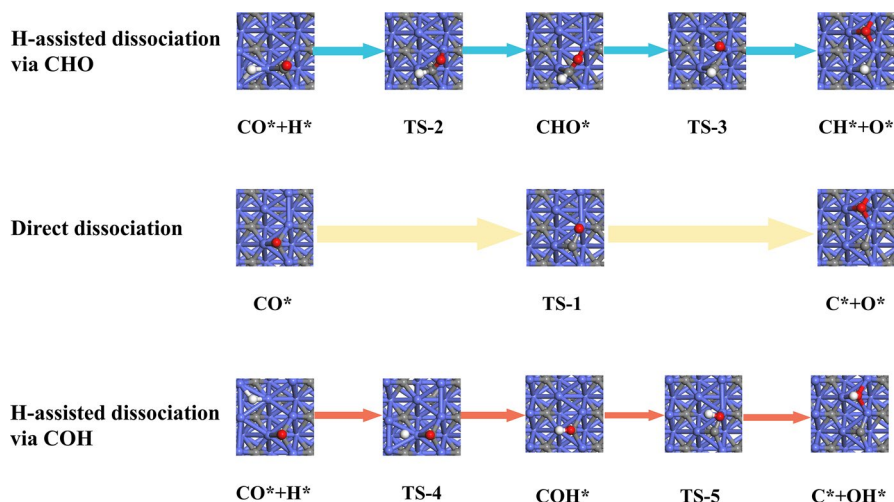 H-assisted dissociation
via CHO
CO*+H*
TS-2
CHO*
TS-3
CH*+O*
Direct dissociation
CO*
TS-1
C*+O*
H-assisted dissociation
via COH
CO*+H*
TS-4
COH*
TS-5
C*+OH*